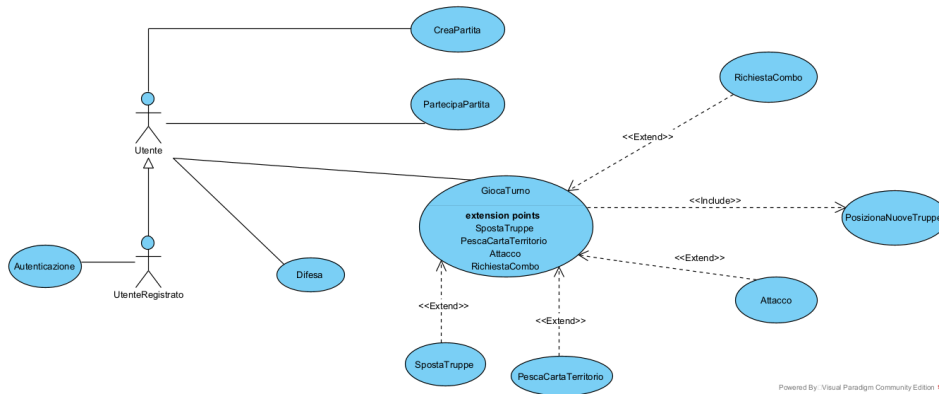 CreaPartita
RichiestaCombo
PartecipaPartita
<<Extend>>
Utente
GiocaTurno
<<Include>>
extension points
SpostaTruppe
PescaCartaTerritorio
Attacco
RichiestaCombo
PosizionaNuoveTruppe
<<Extend>>
Autenticazione
Difesa
UtenteRegistrato
Attacco
<<Extend>>
<<Extend>>
SpostaTruppe
PescaCartaTerritorio
Powered By: Visual Paradigm Community Edition